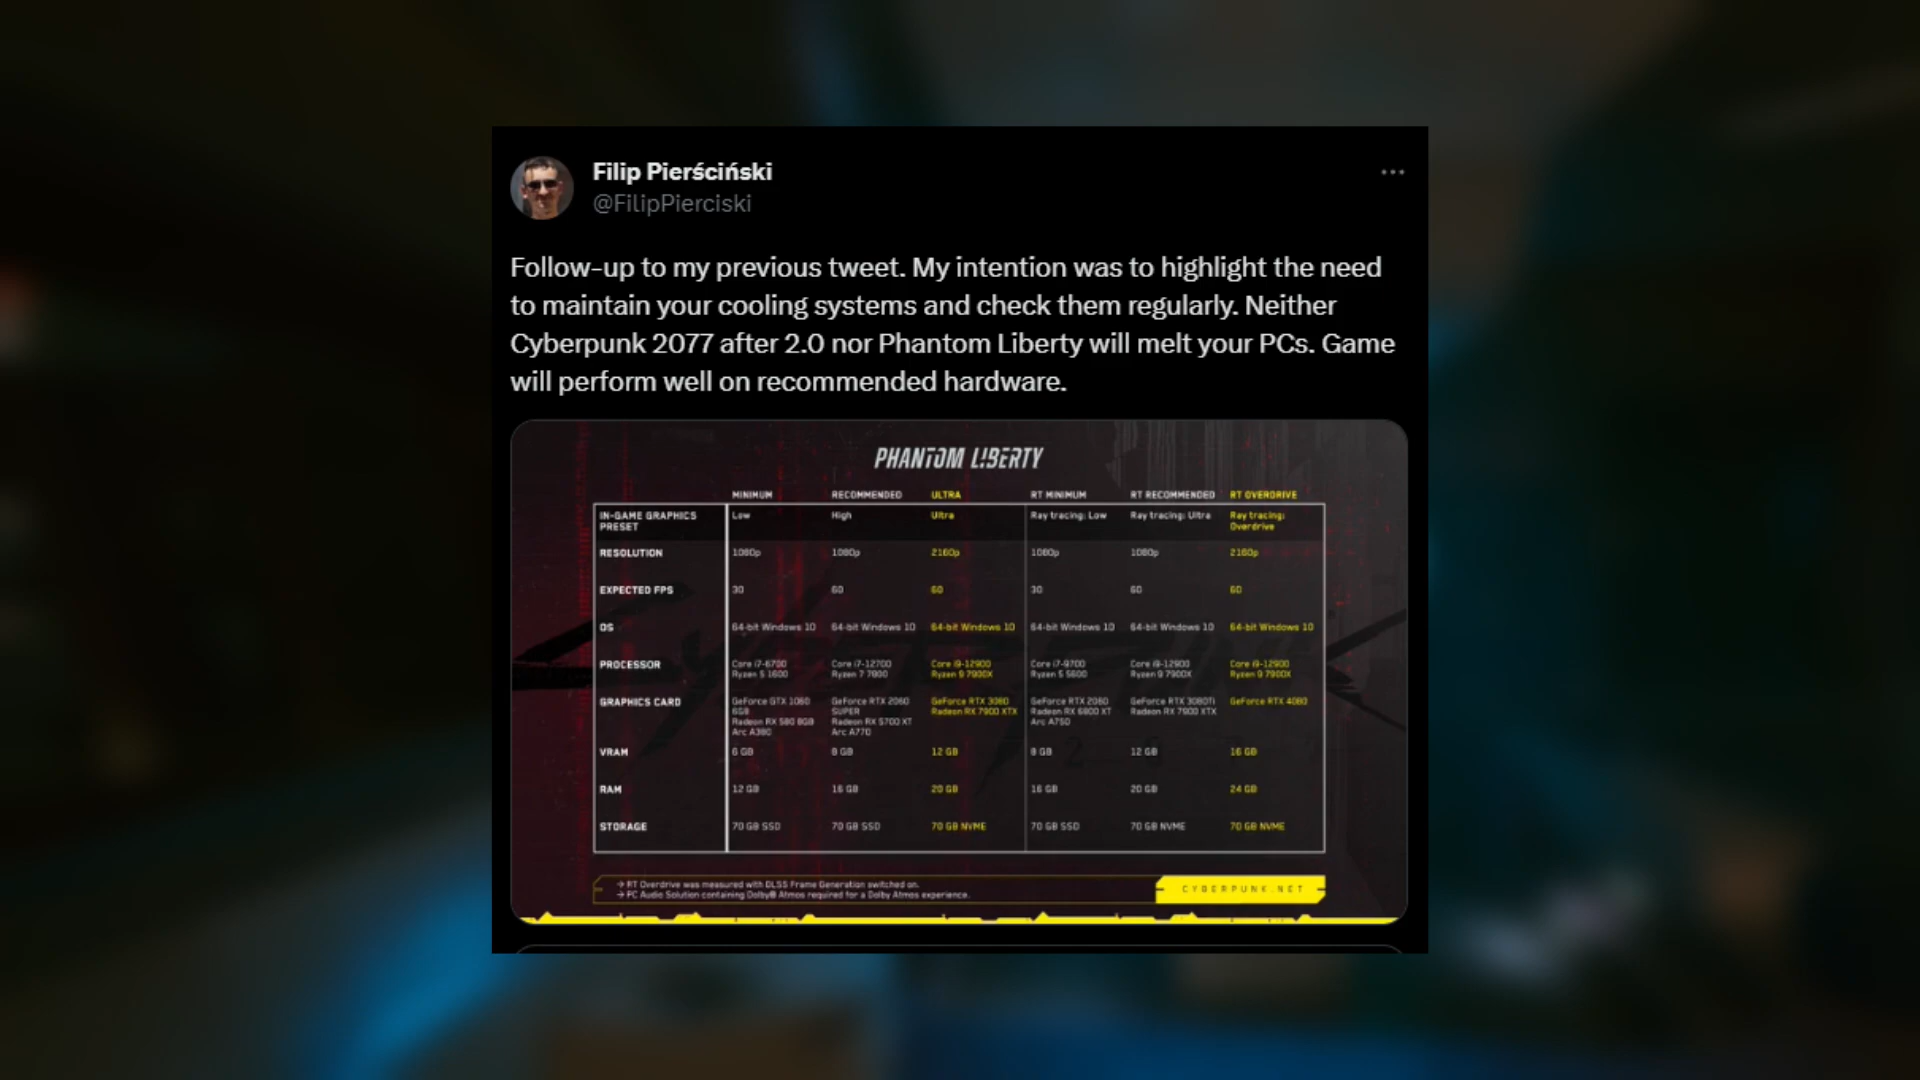 Filip Pierściński
@FilipPierciski
Follow-up to my previous tweet. My intention was to highlight the need
to maintain your cooling systems and check them regularly. Neither
Cyberpunk 2077 after 2.0 nor Phantom Liberty will melt your PCs. Game
will perform well on recommended hardware.
PHANTOM L!BERTY
MINIMUM RECOMMENDED ULTRA RT MINIMUM RT RECOMMENDED RT OVERDRIVE
IN-GAME GRAPHICS Low High Ultra Ray tracing: Low Ray tracing: Ultra Ray tracing:
PRESET Overdrive
RESOLUTION 1080p 1080p 2160p 1080p 1080p 2160p
EXPECTED FPS 30 60 60 30 60 60
OS 64-bit Windows 10 64-bit Windows 10 64-bit Windows 10 64-bit Windows 10 64-bit Windows 10 64-bit Windows 10
PROCESSOR Core i7-6700 Core i7-12700 Core i9-12900 Core i7-9700 Core i9-12900 Core i9-12900
Ryzen 5 1600 Ryzen 7 7800 Ryzen 9 7900X Ryzen 5 5600 Ryzen 9 7900X Ryzen 9 7900X
GRAPHICS CARD GeForce GTX 1060 GeForce RTX 2060 GeForce RTX 3080 GeForce RTX 2060 GeForce RTX 3080Ti GeForce RTX 4080
6GB SUPER Radeon RX 7900 XTX Radeon RX 6800 XT Radeon RX 7900 XTX
Radeon RX 580 8GB Radeon RX 5700 XT Arc A750
Arc A380 Arc A770
VRAM 6 GB 8 GB 12 GB 8 GB 12 GB 16 GB
RAM 12 GB 16 GB 20 GB 16 GB 20 GB 24 GB
STORAGE 70 GB SSD 70 GB SSD 70 GB NVME 70 GB SSD 70 GB NVME 70 GB NVME
→ RT Overdrive was measured with DLSS Frame Generation switched on.
→ PC Audio Solution containing Dolby® Atmos required for a Dolby Atmos experience.
CYBERPUNK.NET